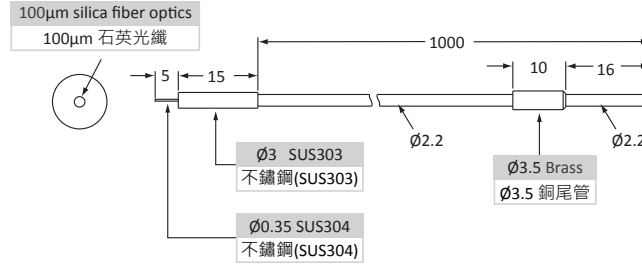 100µm silica fiber optics
100µm 石英光纖
1000
5
15
10
16
Ø2.2
Ø2.2
Ø3 SUS303
不鏽鋼(SUS303)
Ø3.5 Brass
Ø3.5 銅尾管
Ø0.35 SUS304
不鏽鋼(SUS304)